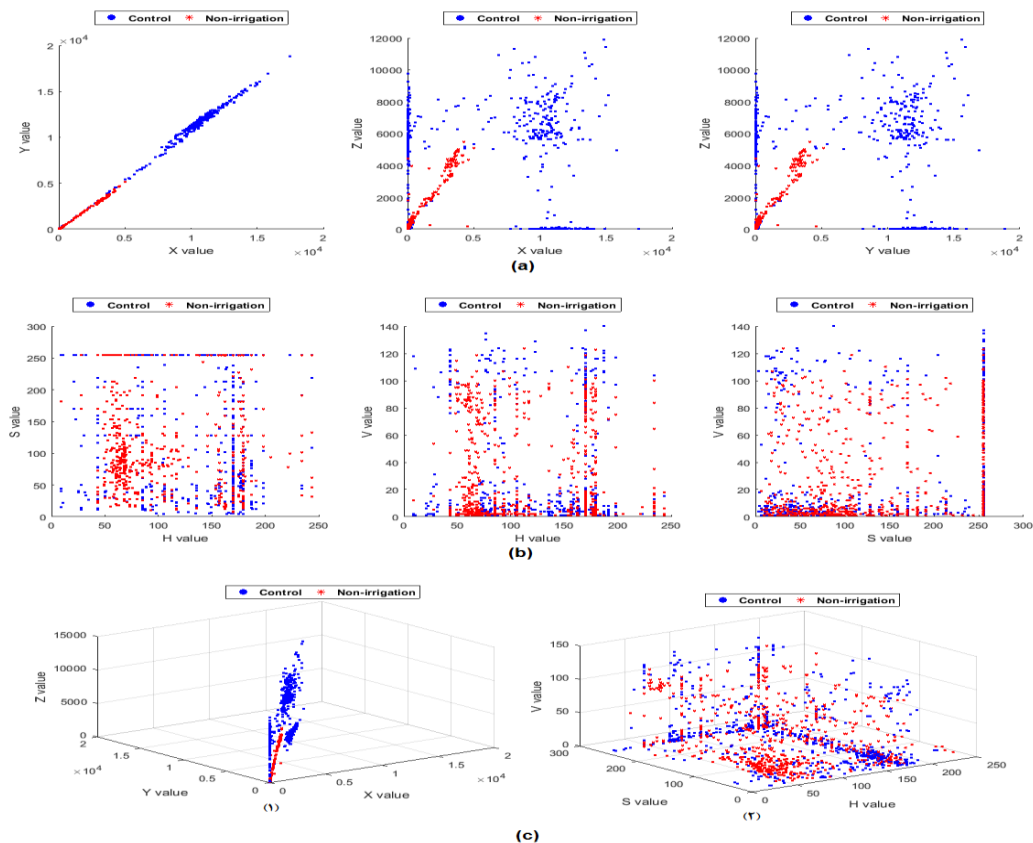 Control Non-irrigation
Control Non-irrigation
Control Non-irrigation
× 10⁴
2
1.5
1
0.5
0
Y value
0 0.5 1 1.5 2
X value
× 10⁴
12000
10000
8000
6000
4000
2000
0
Z value
0 0.5 1 1.5 2
X value
× 10⁴
12000
10000
8000
6000
4000
2000
0
Z value
0 0.5 1 1.5 2
Y value
× 10⁴
(a)
Control Non-irrigation
Control Non-irrigation
Control Non-irrigation
300
250
200
150
100
50
0
S value
0 50 100 150 200 250
H value
140
120
100
80
60
40
20
0
V value
0 50 100 150 200 250
H value
140
120
100
80
60
40
20
0
V value
0 50 100 150 200 250 300
S value
(b)
Control Non-irrigation
Control Non-irrigation
15000
10000
5000
0
Z value
2
1.5
1
0.5
0
× 10⁴
Y value
0
0.5
1
1.5
2
× 10⁴
X value
(۱)
150
100
50
0
V value
300
200
100
0
S value
0
50
100
150
200
250
H value
(۲)
(c)